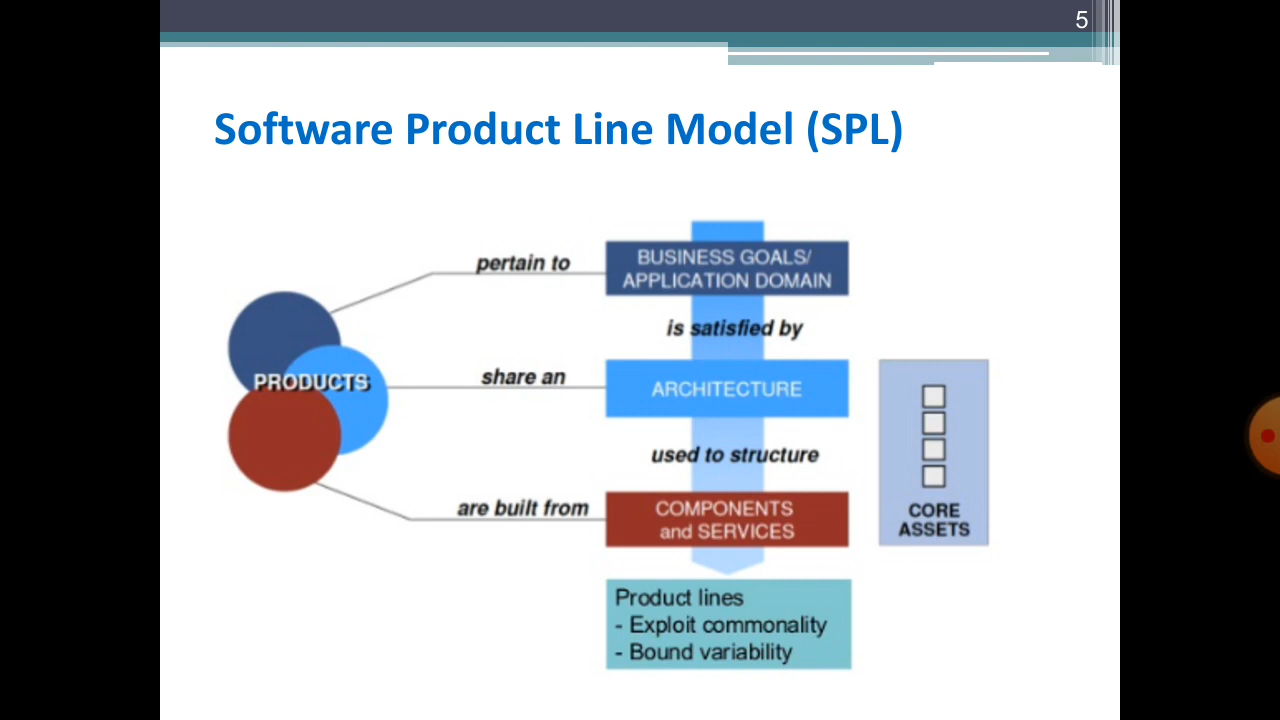 5
Software Product Line Model (SPL)
pertain to
BUSINESS GOALS/
APPLICATION DOMAIN
is satisfied by
PRODUCTS
share an
ARCHITECTURE
used to structure
are built from
COMPONENTS
and SERVICES
CORE
ASSETS
Product lines
- Exploit commonality
- Bound variability